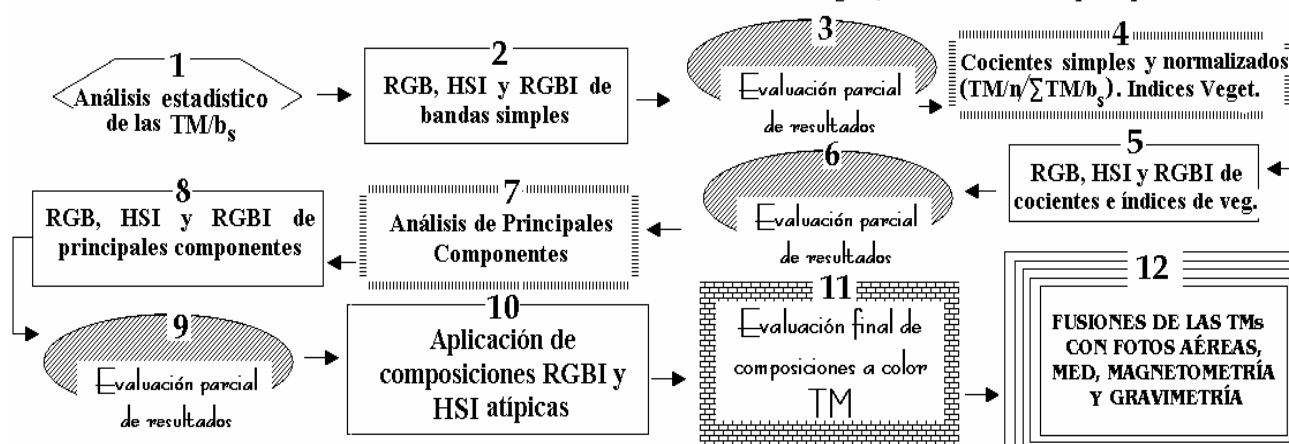 1
Análisis estadístico
de las TM/bs
2
RGB, HSI y RGBI de
bandas simples
3
Evaluación parcial
de resultados
4
Cocientes simples y normalizados
(TM/n/∑TM/bs). Indices Veget.
5
RGB, HSI y RGBI de
cocientes e índices de veg.
6
Evaluación parcial
de resultados
7
Análisis de Principales
Componentes
8
RGB, HSI y RGBI de
principales componentes
9
Evaluación parcial
de resultados
10
Aplicación de
composiciones RGBI y
HSI atípicas
11
Evaluación final de
composiciones a color
TM
12
FUSIONES DE LAS TMs
CON FOTOS AÉREAS,
MED, MAGNETOMETRÍA
Y GRAVIMETRÍA